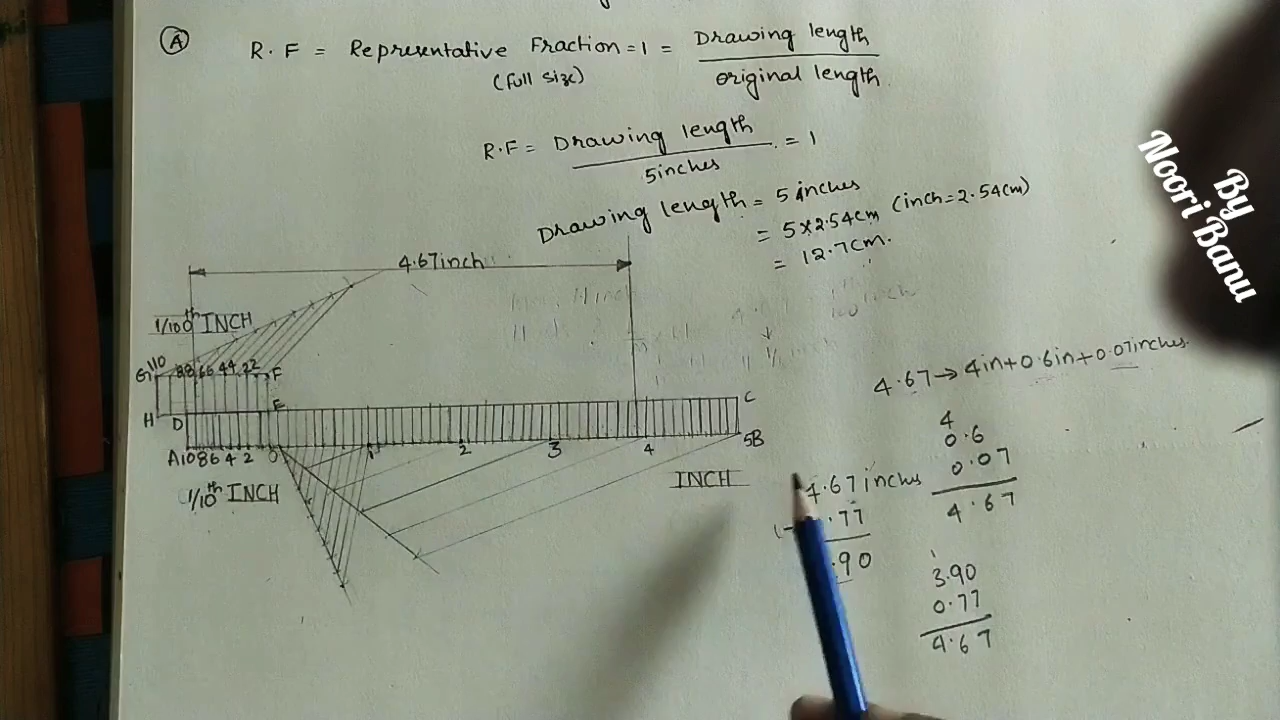 A
R.F = Representative Fraction = 1 = Drawing length
(full size)
original length
R.F = Drawing length = 1
5inches
Drawing length = 5 inches
= 5×2.54cm (inch=2.54cm)
= 12.7cm.
By
Noori Banu
4.67inch
1/100th INCH
G 110 88 66 44 22 F
H D E C
A 10 8 6 4 2 0 1 2 3 4 5B
1/10th INCH
INCH
4.67 → 4in+0.6in+0.07inches.
4
0.6
0.07
4.67
4.67inches
.77
.90
3.90
0.77
4.67